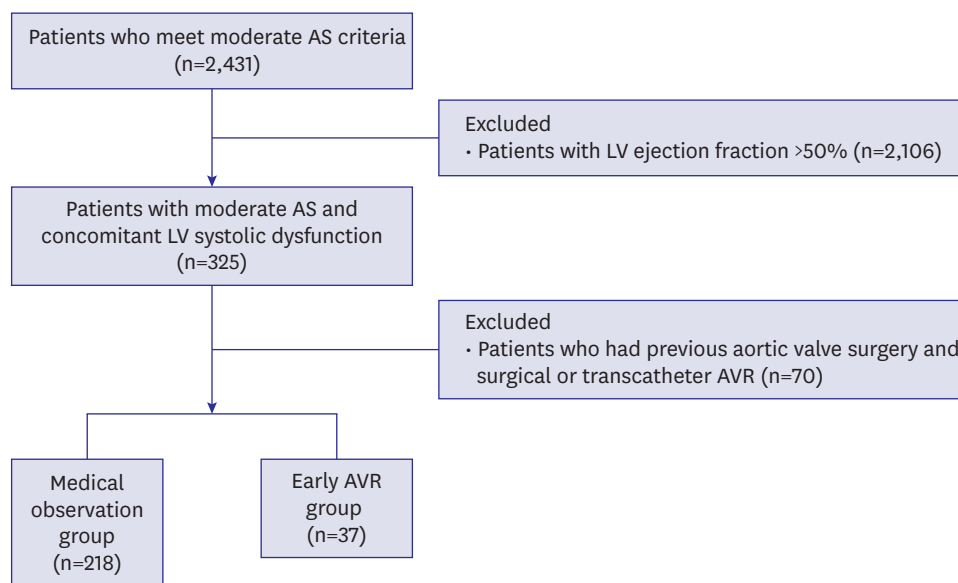 Patients who meet moderate AS criteria
(n=2,431)
Excluded
· Patients with LV ejection fraction >50% (n=2,106)
Patients with moderate AS and
concomitant LV systolic dysfunction
(n=325)
Excluded
· Patients who had previous aortic valve surgery and
surgical or transcatheter AVR (n=70)
Medical
observation
group
(n=218)
Early AVR
group
(n=37)